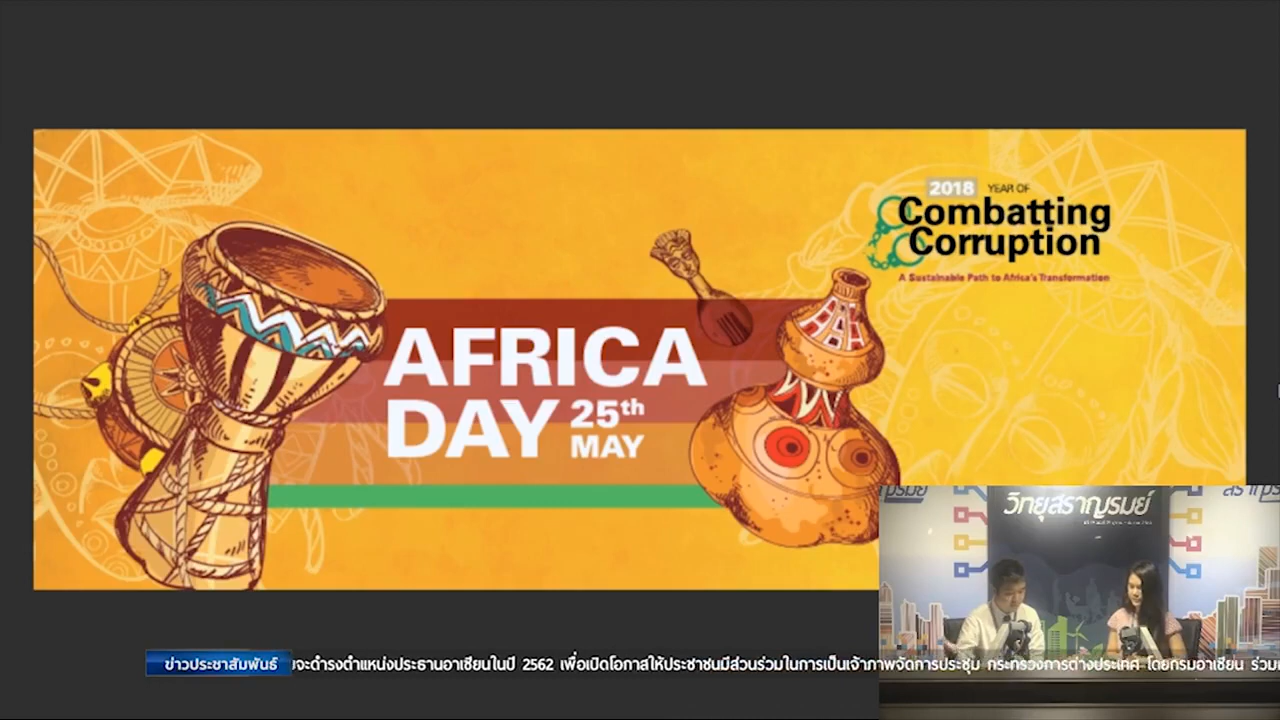 2018 YEAR OF
Combatting
Corruption
A Sustainable Path to Africa's Transformation
AFRICA
DAY 25th
MAY
วิทยุสราญรมย์
ข่าวประชาสัมพันธ์
จะดำรงตำแหน่งประธานอาเซียนในปี 2562 เพื่อเปิดโอกาสให้ประชาชนมีส่วนร่วมในการเป็นเจ้าภาพจัดการประชุม กระทรวงการต่างประเทศ โดยกรมอาเซียน ร่วม